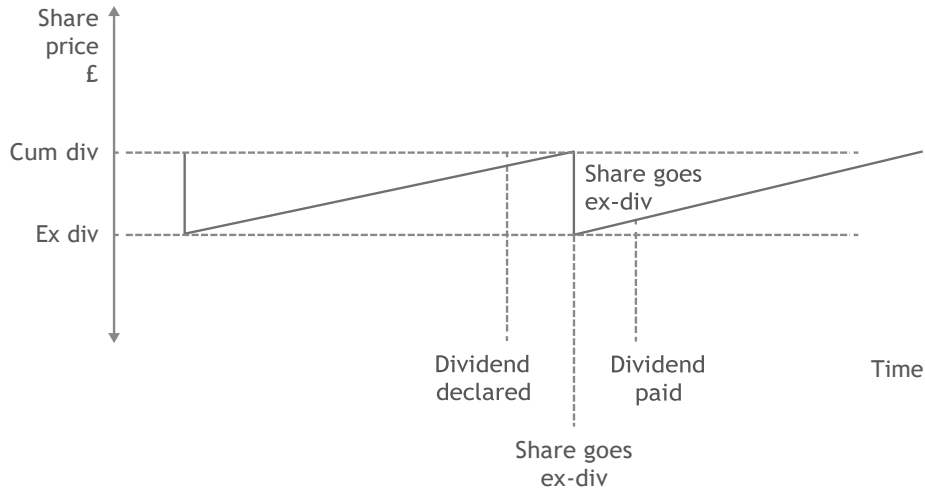 Share
price
£
Cum div
Share goes
ex-div
Ex div
Dividend
declared
Dividend
paid
Time
Share goes
ex-div